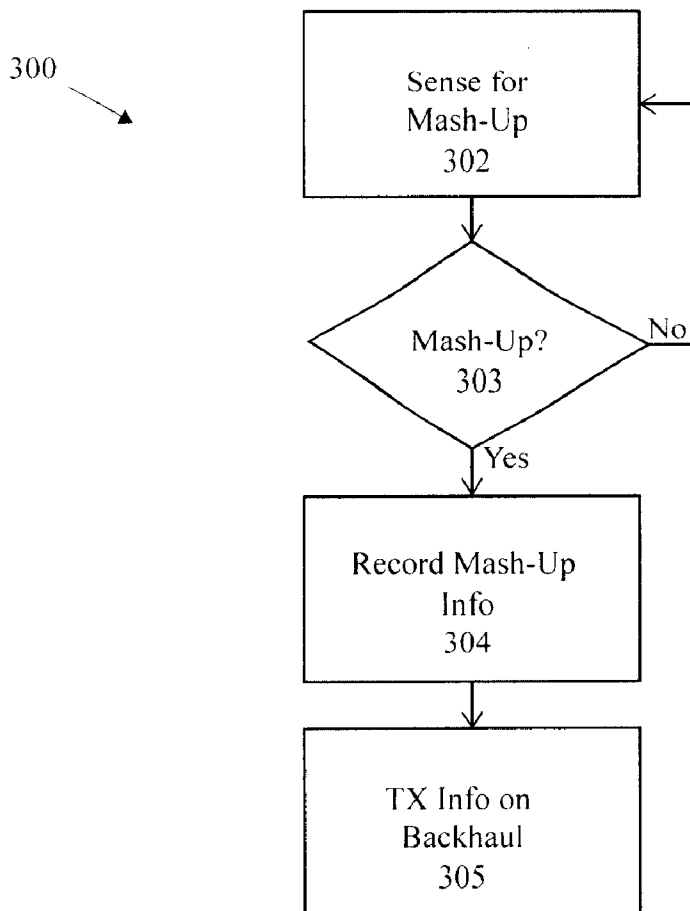 300
Sense for
Mash-Up
302
Mash-Up?
303
No
Yes
Record Mash-Up
Info
304
TX Info on
Backhaul
305